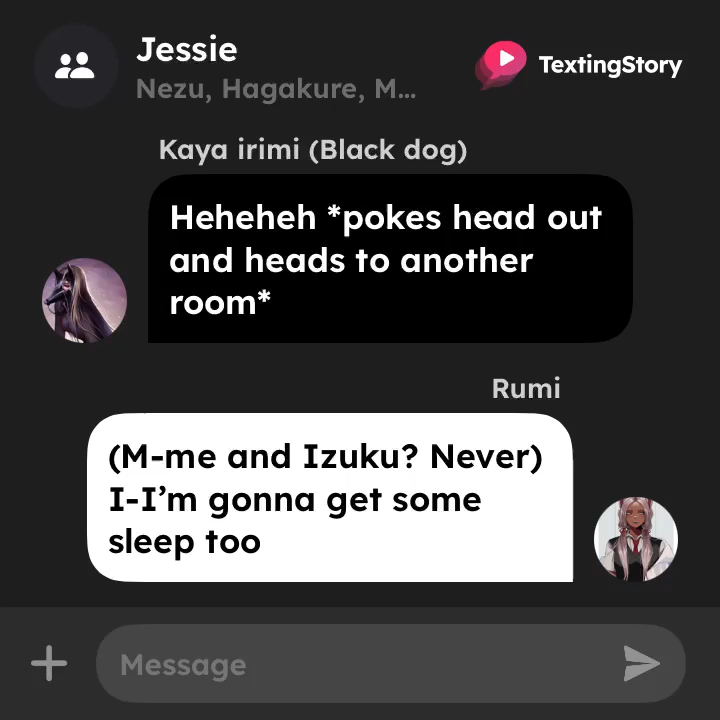 Jessie
Nezu, Hagakure, M...
TextingStory
Kaya irimi (Black dog)
Heheheh *pokes head out
and heads to another
room*
Rumi
(M-me and Izuku? Never)
I-I’m gonna get some
sleep too
Message